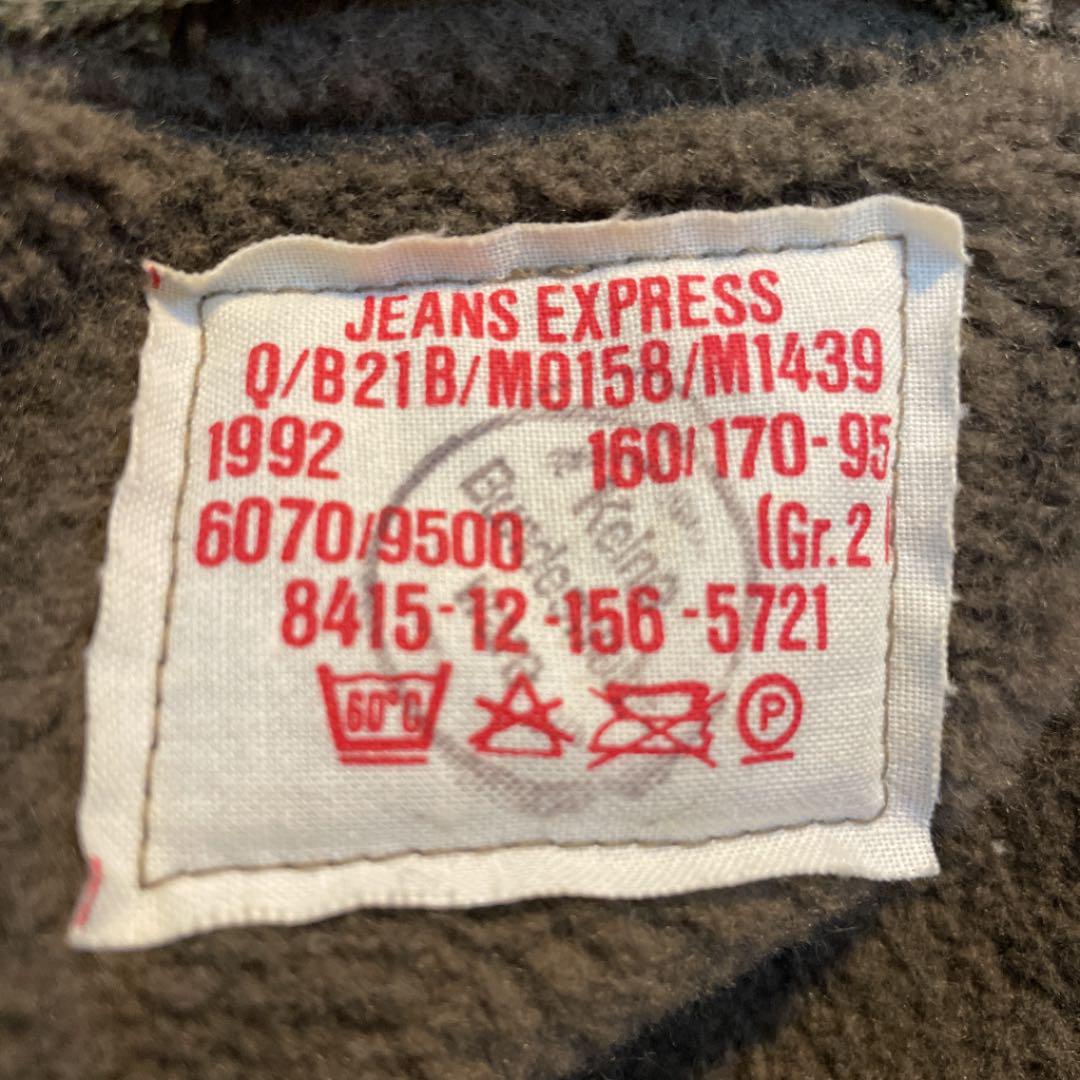 JEANS EXPRESS
Q/B21B/M0158/M1439
1992 160/170-95
6070/9500 (Gr.2
8415-12-156-5721
60°C P